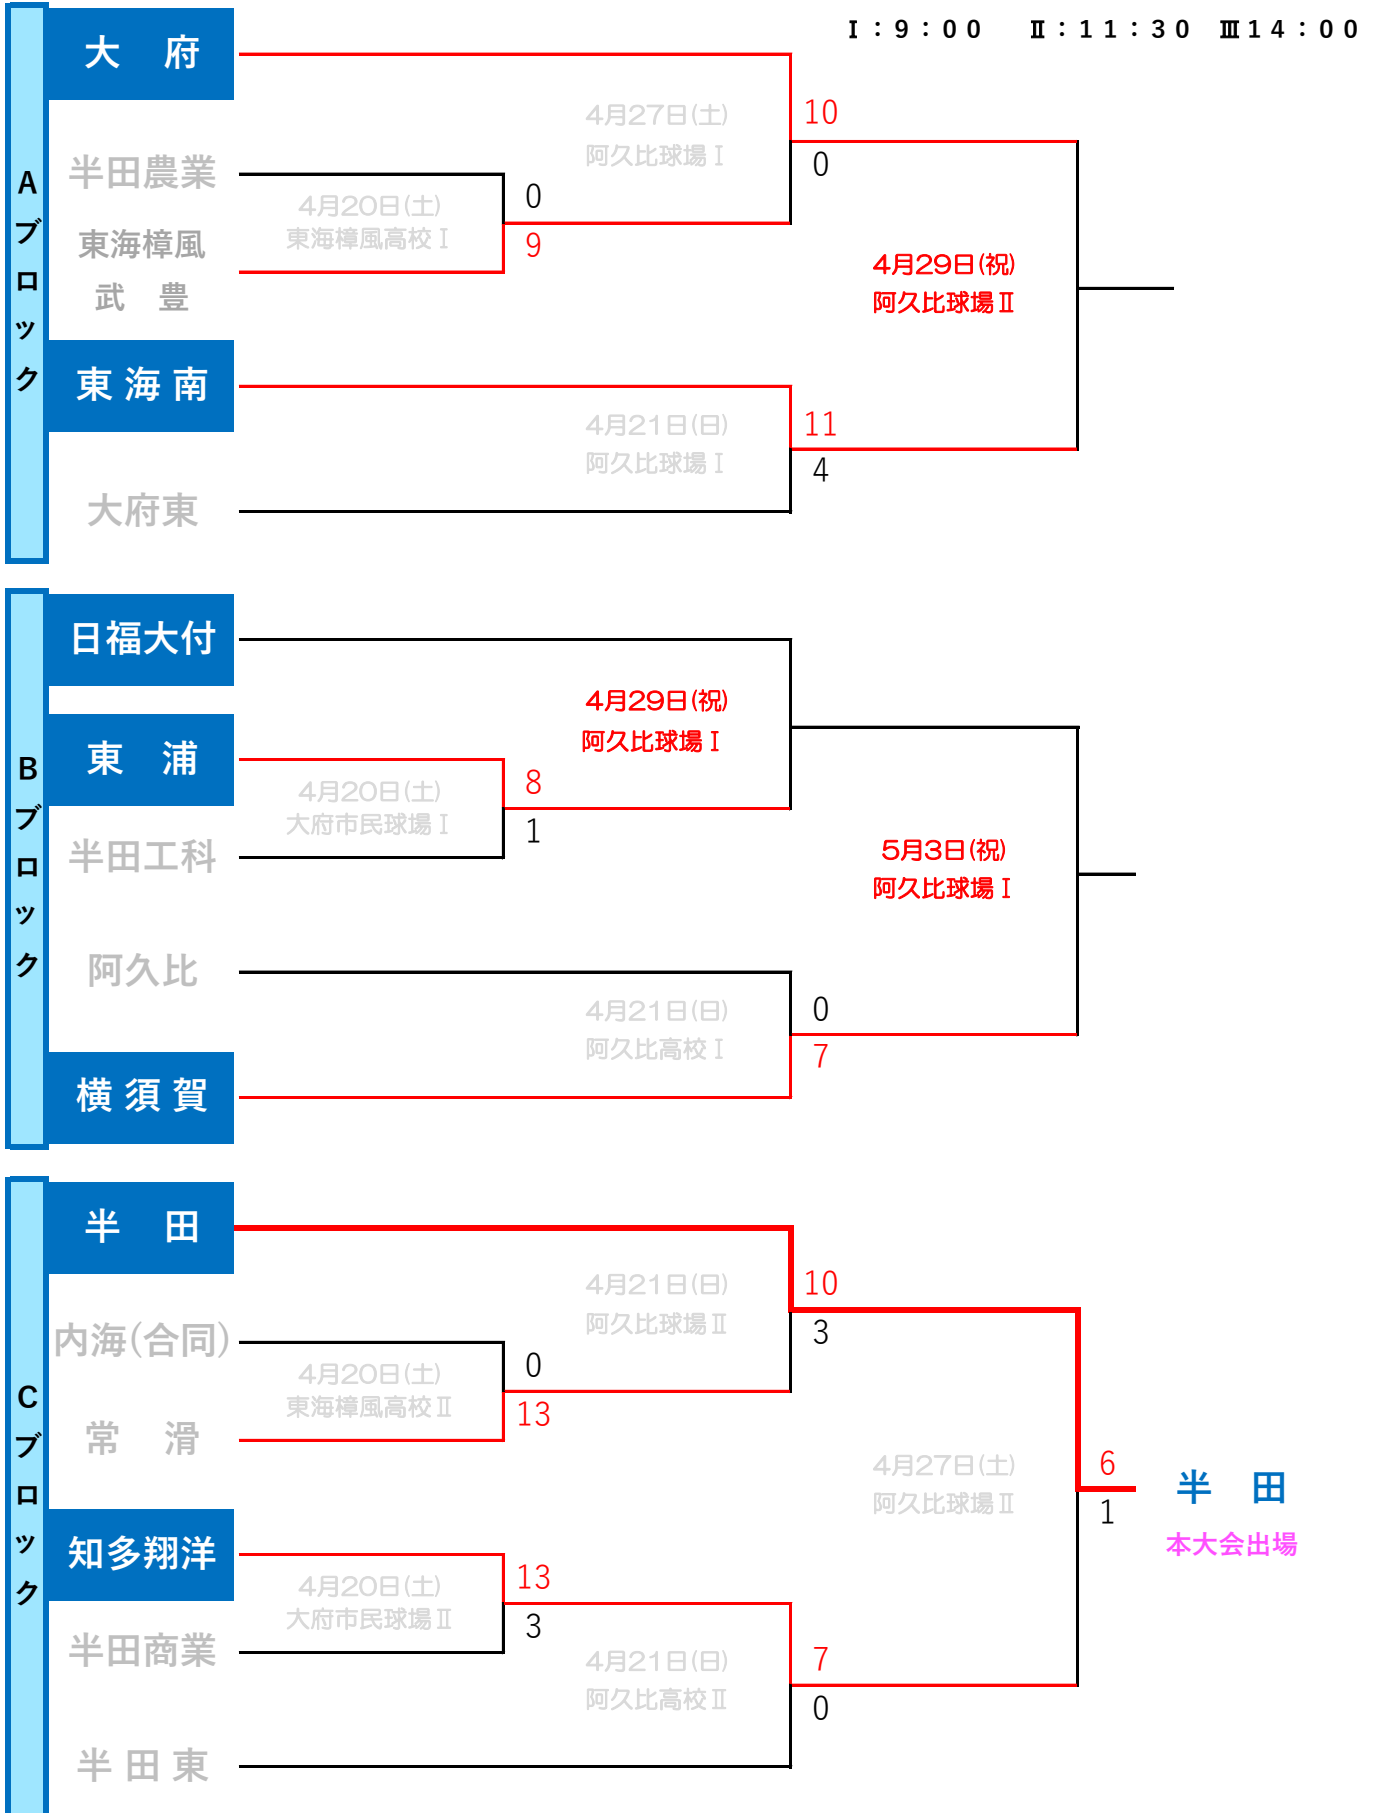 Ⅰ：９：００　Ⅱ：１１：３０　Ⅲ１４：００
Aブロック
大　府
半田農業
東海樟風
武　豊
東海南
大府東
4月20日(土)
東海樟風高校Ⅰ
0
9
4月27日(土)
阿久比球場Ⅰ
10
0
4月21日(日)
阿久比球場Ⅰ
11
4
4月29日(祝)
阿久比球場Ⅱ
Bブロック
日福大付
東　浦
半田工科
阿久比
横須賀
4月20日(土)
大府市民球場Ⅰ
8
1
4月29日(祝)
阿久比球場Ⅰ
4月21日(日)
阿久比高校Ⅰ
0
7
5月3日(祝)
阿久比球場Ⅰ
Cブロック
半　田
内海(合同)
常　滑
知多翔洋
半田商業
半田東
4月20日(土)
東海樟風高校Ⅱ
0
13
4月21日(日)
阿久比球場Ⅱ
10
3
4月20日(土)
大府市民球場Ⅱ
13
3
4月21日(日)
阿久比高校Ⅱ
7
0
4月27日(土)
阿久比球場Ⅱ
6
1
半　田
本大会出場